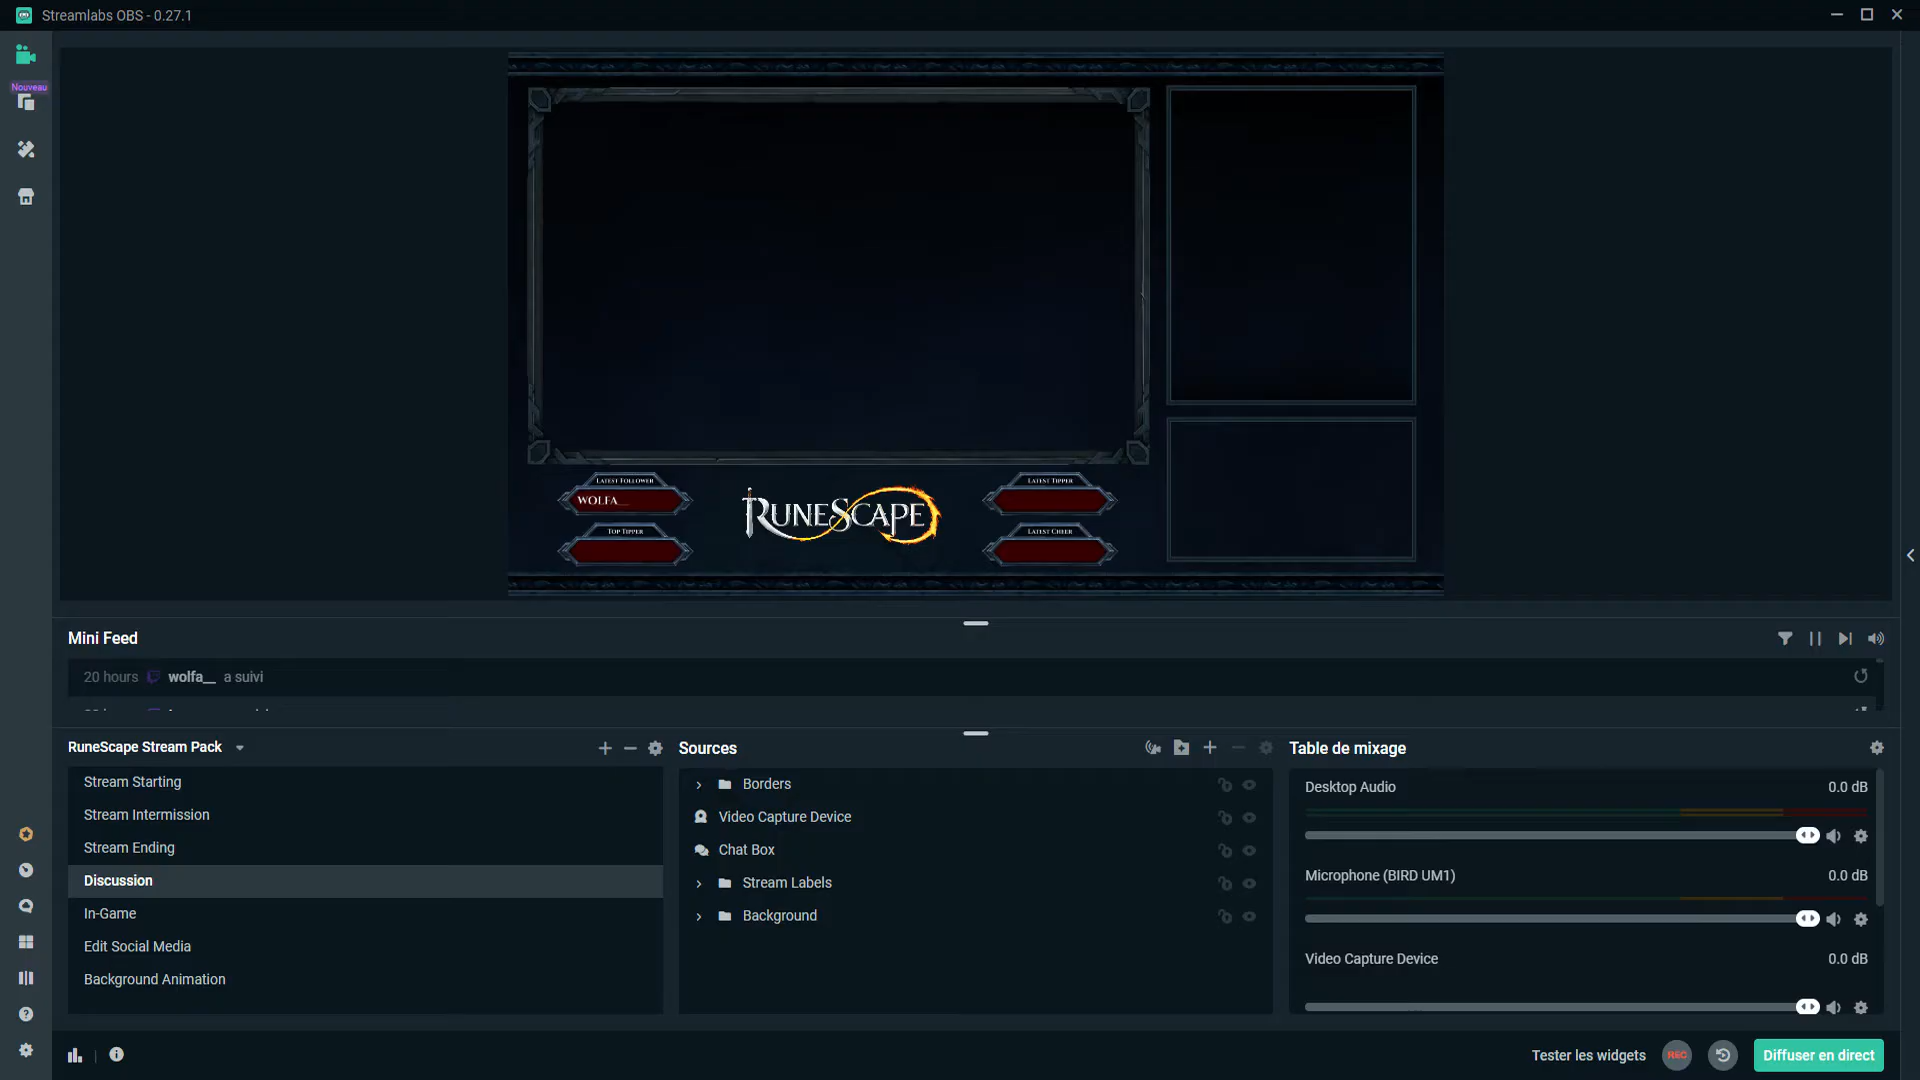 Streamlabs OBS - 0.27.1
Nouveau
LATEST FOLLOWER
WOLFA__
TOP TIPPER
RUNESCAPE
LATEST TIPPER
LATEST CHEER
Mini Feed
20 hours wolfa__ a suivi
RuneScape Stream Pack
Stream Starting
Stream Intermission
Stream Ending
Discussion
In-Game
Edit Social Media
Background Animation
Sources
Borders
Video Capture Device
Chat Box
Stream Labels
Background
Table de mixage
Desktop Audio 0.0 dB
Microphone (BIRD UM1) 0.0 dB
Video Capture Device 0.0 dB
Tester les widgets
REC
Diffuser en direct